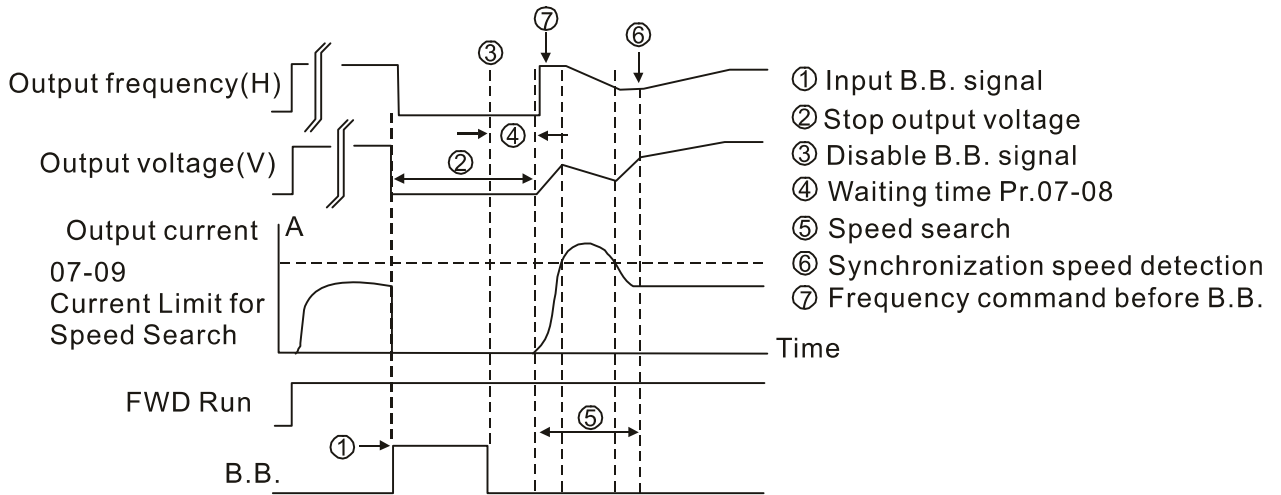 ⑦
⑥
③
Output frequency(H)
① Input B.B. signal
② Stop output voltage
④
Output voltage(V)
②
③ Disable B.B. signal
④ Waiting time Pr.07-08
Output current
A
⑤ Speed search
07-09
Current Limit for
Speed Search
⑥ Synchronization speed detection
⑦ Frequency command before B.B.
Time
FWD Run
⑤
①
B.B.